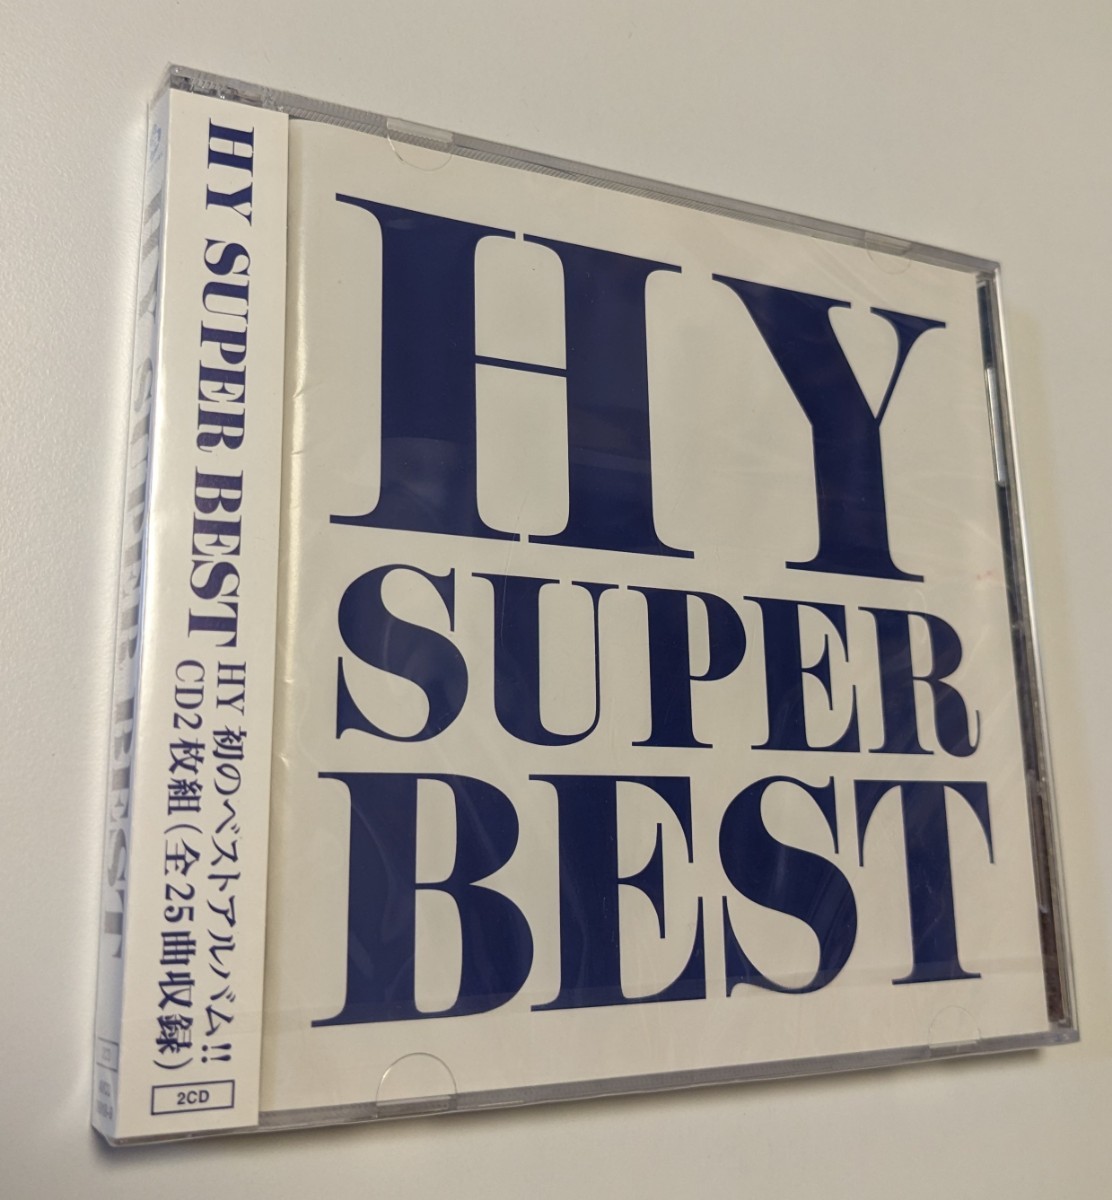 HY SUPER BEST
HY 初のベストアルバム!!
CD2枚組(全25曲収録)
2CD
HY
SUPER
BEST
HY SUPER BEST